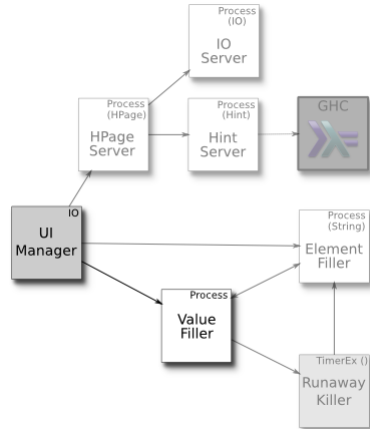 Process
(IO)
IO
Server
Process
(HPage)
HPage
Server
Process
(Hint)
Hint
Server
GHC
IO
UI
Manager
Process
(String)
Element
Filler
Process
Value
Filler
TimerEx ()
Runaway
Killer